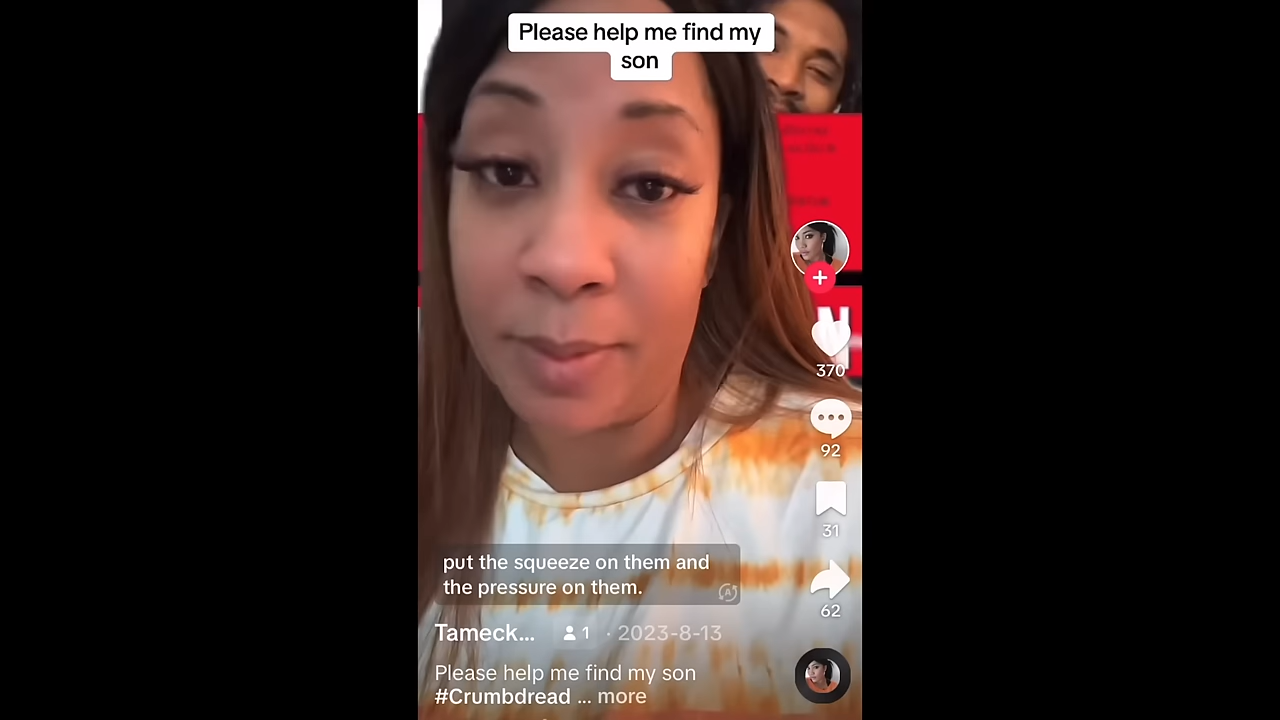 Please help me find my
son
370
92
31
put the squeeze on them and
the pressure on them.
62
Tameck... 1 · 2023-8-13
Please help me find my son
#Crumbdread ... more